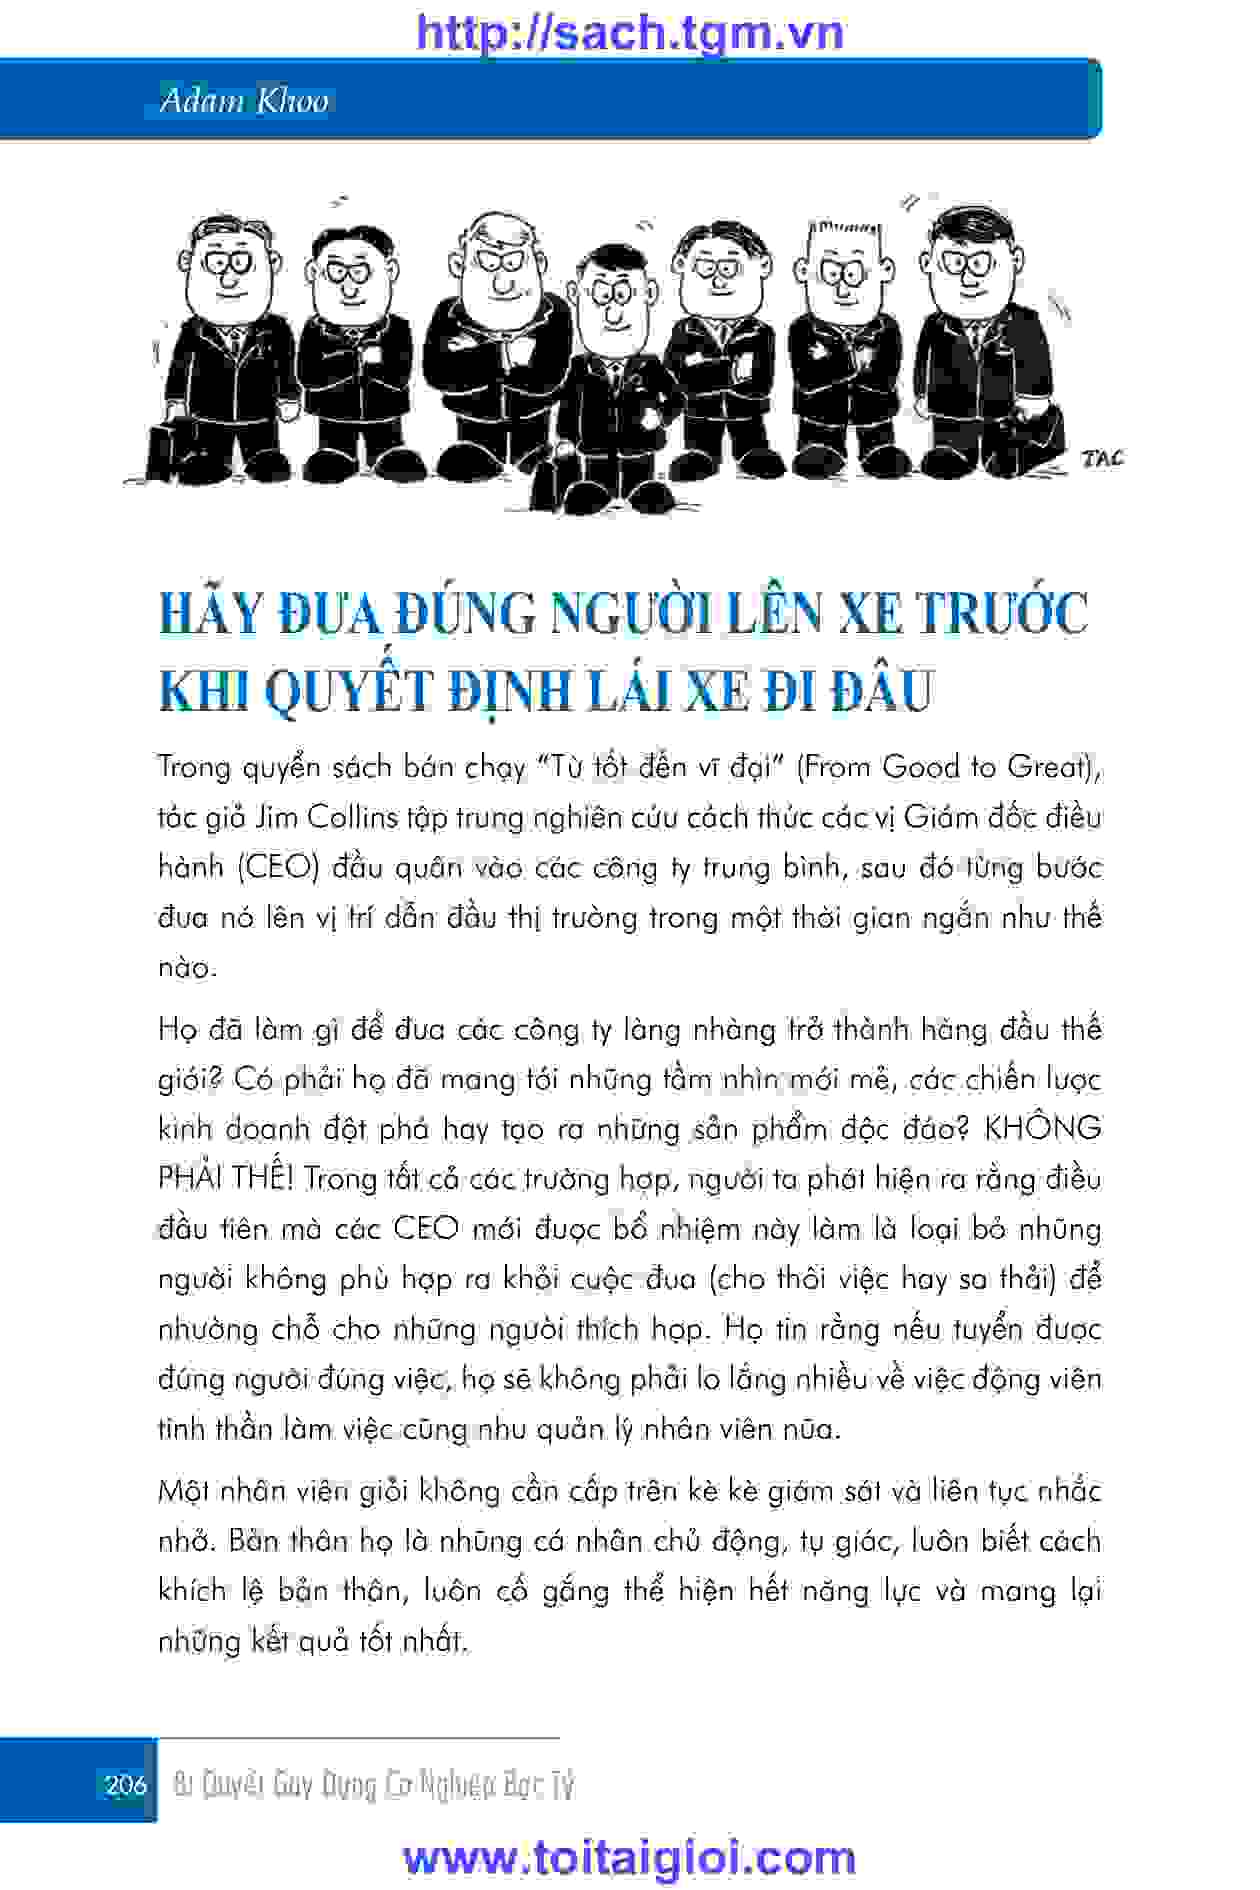 http://sach.tgm.vn
Adam Khoo
TAC
HÃY ĐƯA ĐÚNG NGƯỜI LÊN XE TRƯỚC
KHI QUYẾT ĐỊNH LÁI XE ĐI ĐÂU
Trong quyển sách bán chạy “Từ tốt đến vĩ đại” (From Good to Great),
tác giả Jim Collins tập trung nghiên cứu cách thức các vị Giám đốc điều
hành (CEO) đầu quân vào các công ty trung bình, sau đó từng bước
đưa nó lên vị trí dẫn đầu thị trường trong một thời gian ngắn như thế
nào.
Họ đã làm gì để đưa các công ty làng nhàng trở thành hàng đầu thế
giới? Có phải họ đã mang tới những tầm nhìn mới mẻ, các chiến lược
kinh doanh đột phá hay tạo ra những sản phẩm độc đáo? KHÔNG
PHẢI THẾ! Trong tất cả các trường hợp, người ta phát hiện ra rằng điều
đầu tiên mà các CEO mới được bổ nhiệm này làm là loại bỏ những
người không phù hợp ra khỏi cuộc đua (cho thôi việc hay sa thải) để
nhường chỗ cho những người thích hợp. Họ tin rằng nếu tuyển được
đúng người đúng việc, họ sẽ không phải lo lắng nhiều về việc động viên
tinh thần làm việc cũng như quản lý nhân viên nữa.
Một nhân viên giỏi không cần cấp trên kè kè giám sát và liên tục nhắc
nhở. Bản thân họ là những cá nhân chủ động, tự giác, luôn biết cách
khích lệ bản thân, luôn cố gắng thể hiện hết năng lực và mang lại
những kết quả tốt nhất.
206 Bí Quyết Gây Dựng Cơ Nghiệp Bạc Tỷ
www.toitaigioi.com